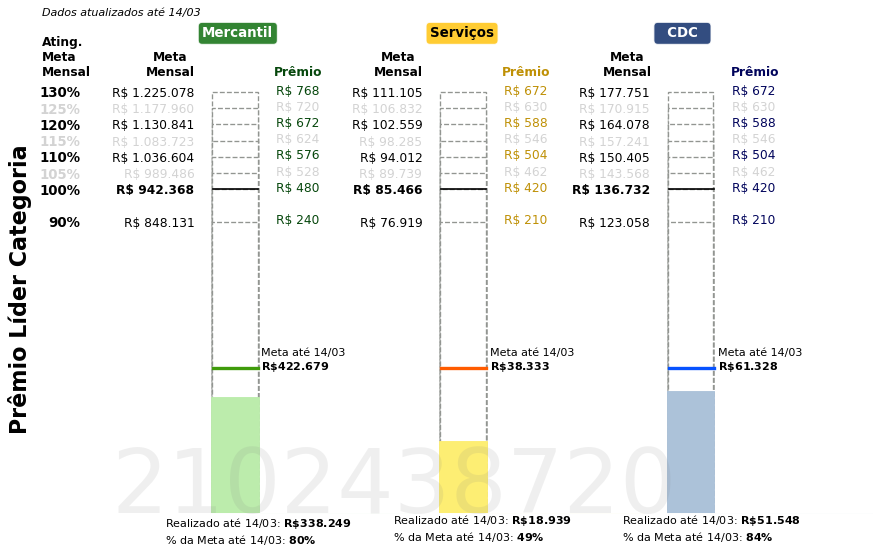 Dados atualizados até 14/03
Mercantil
Serviços
CDC
Ating.
Meta
Mensal
Meta
Mensal
Prêmio
Meta
Mensal
Prêmio
Meta
Mensal
Prêmio
130% R$ 1.225.078 R$ 768 R$ 111.105 R$ 672 R$ 177.751 R$ 672
125% R$ 1.177.960 R$ 720 R$ 106.832 R$ 630 R$ 170.915 R$ 630
120% R$ 1.130.841 R$ 672 R$ 102.559 R$ 588 R$ 164.078 R$ 588
115% R$ 1.083.723 R$ 624 R$ 98.285 R$ 546 R$ 157.241 R$ 546
110% R$ 1.036.604 R$ 576 R$ 94.012 R$ 504 R$ 150.405 R$ 504
105% R$ 989.486 R$ 528 R$ 89.739 R$ 462 R$ 143.568 R$ 462
100% R$ 942.368 R$ 480 R$ 85.466 R$ 420 R$ 136.732 R$ 420
90% R$ 848.131 R$ 240 R$ 76.919 R$ 210 R$ 123.058 R$ 210
Prêmio Líder Categoria
Meta até 14/03
R$422.679
Meta até 14/03
R$38.333
Meta até 14/03
R$61.328
2102438720
Realizado até 14/03: R$338.249
% da Meta até 14/03: 80%
Realizado até 14/03: R$18.939
% da Meta até 14/03: 49%
Realizado até 14/03: R$51.548
% da Meta até 14/03: 84%